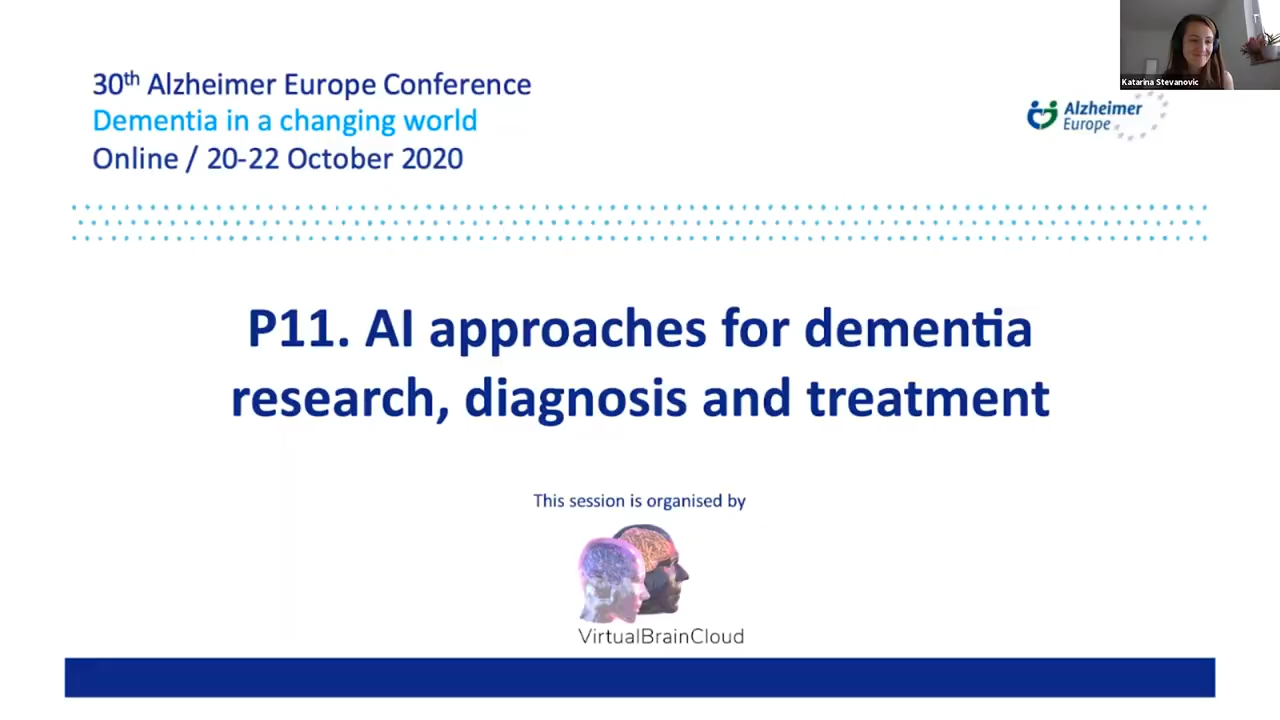 30th Alzheimer Europe Conference
Dementia in a changing world
Online / 20-22 October 2020
Katarina Stevanovic
Alzheimer
Europe
P11. AI approaches for dementia
research, diagnosis and treatment
This session is organised by
VirtualBrainCloud